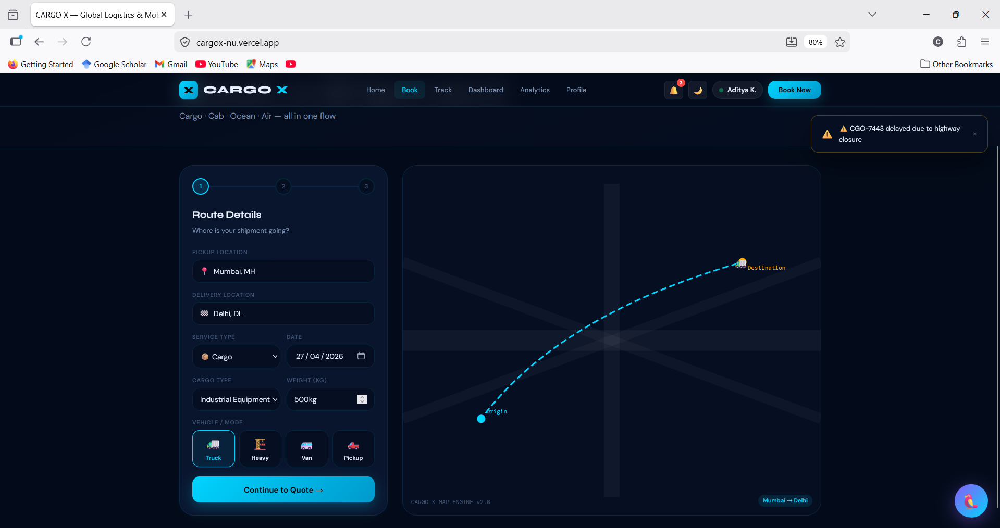 CARGO X — Global Logistics & Mob
cargox-nu.vercel.app
80%
C
Getting Started
Google Scholar
Gmail
YouTube
Maps
Other Bookmarks
X CARGO X
Home
Book
Track
Dashboard
Analytics
Profile
3
Aditya K.
Book Now
Cargo · Cab · Ocean · Air — all in one flow
⚠️ CGO-7443 delayed due to highway
closure
×
1
2
3
Route Details
Where is your shipment going?
PICKUP LOCATION
Mumbai, MH
DELIVERY LOCATION
Delhi, DL
SERVICE TYPE
DATE
Cargo
27 / 04 / 2026
CARGO TYPE
WEIGHT (KG)
Industrial Equipment
500kg
VEHICLE / MODE
Truck
Heavy
Van
Pickup
Continue to Quote →
Destination
Origin
CARGO X MAP ENGINE v2.0
Mumbai → Delhi